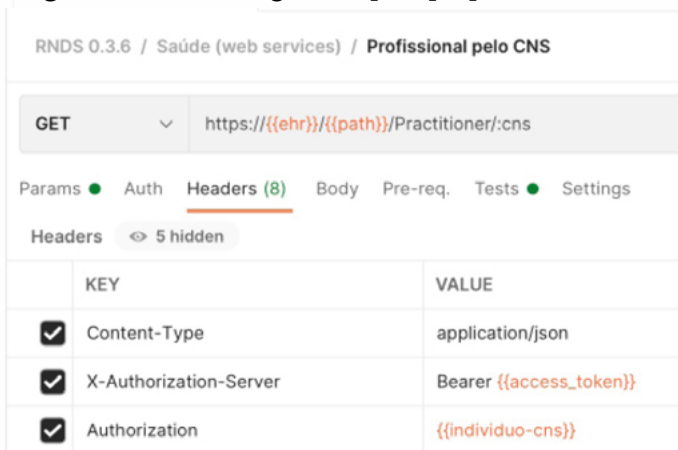 RNDS 0.3.6 / Saúde (web services) / Profissional pelo CNS
GET https://{{ehr}}/{{path}}/Practitioner/:cns
Params Auth Headers (8) Body Pre-req. Tests Settings
Headers 5 hidden
KEY VALUE
Content-Type application/json
X-Authorization-Server Bearer {{access_token}}
Authorization {{individuo-cns}}